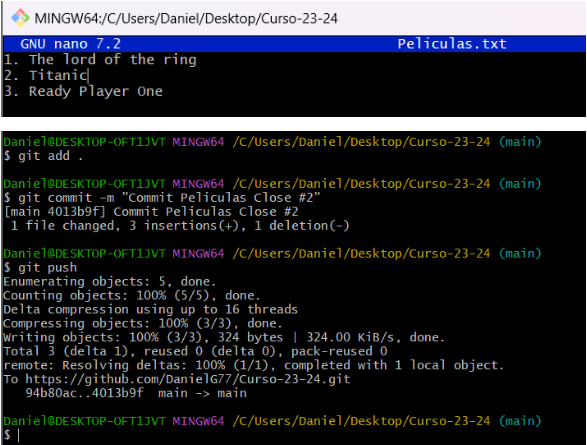 MINGW64:/C/Users/Daniel/Desktop/Curso-23-24
GNU nano 7.2 Películas.txt
1. The lord of the ring
2. Titanic
3. Ready Player One
Daniel@DESKTOP-OFT1JVT MINGW64 /C/Users/Daniel/Desktop/Curso-23-24 (main)
$ git add .
Daniel@DESKTOP-OFT1JVT MINGW64 /C/Users/Daniel/Desktop/Curso-23-24 (main)
$ git commit -m "Commit Peliculas Close #2"
[main 4013b9f] Commit Peliculas Close #2
1 file changed, 3 insertions(+), 1 deletion(-)
Daniel@DESKTOP-OFT1JVT MINGW64 /C/Users/Daniel/Desktop/Curso-23-24 (main)
$ git push
Enumerating objects: 5, done.
Counting objects: 100% (5/5), done.
Delta compression using up to 16 threads
Compressing objects: 100% (3/3), done.
Writing objects: 100% (3/3), 324 bytes | 324.00 KiB/s, done.
Total 3 (delta 1), reused 0 (delta 0), pack-reused 0
remote: Resolving deltas: 100% (1/1), completed with 1 local object.
To https://github.com/DanielG77/Curso-23-24.git
94b80ac..4013b9f main -> main
Daniel@DESKTOP-OFT1JVT MINGW64 /C/Users/Daniel/Desktop/Curso-23-24 (main)
$